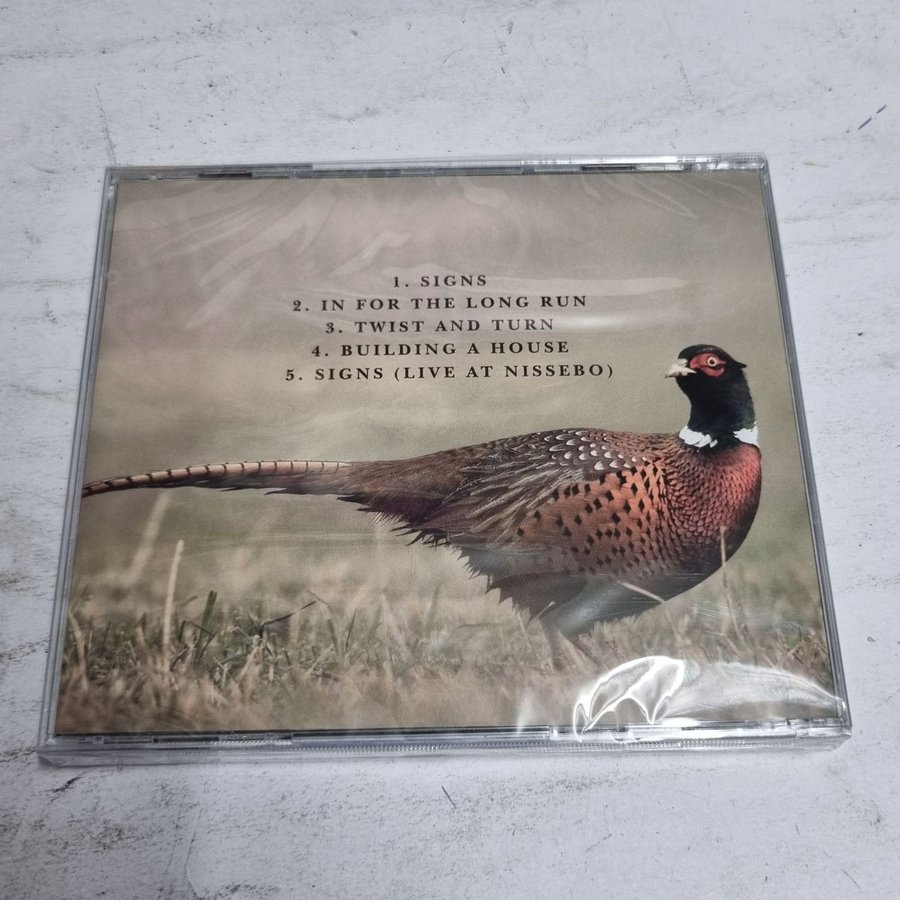 1. SIGNS
2. IN FOR THE LONG RUN
3. TWIST AND TURN
4. BUILDING A HOUSE
5. SIGNS (LIVE AT NISSEBO)